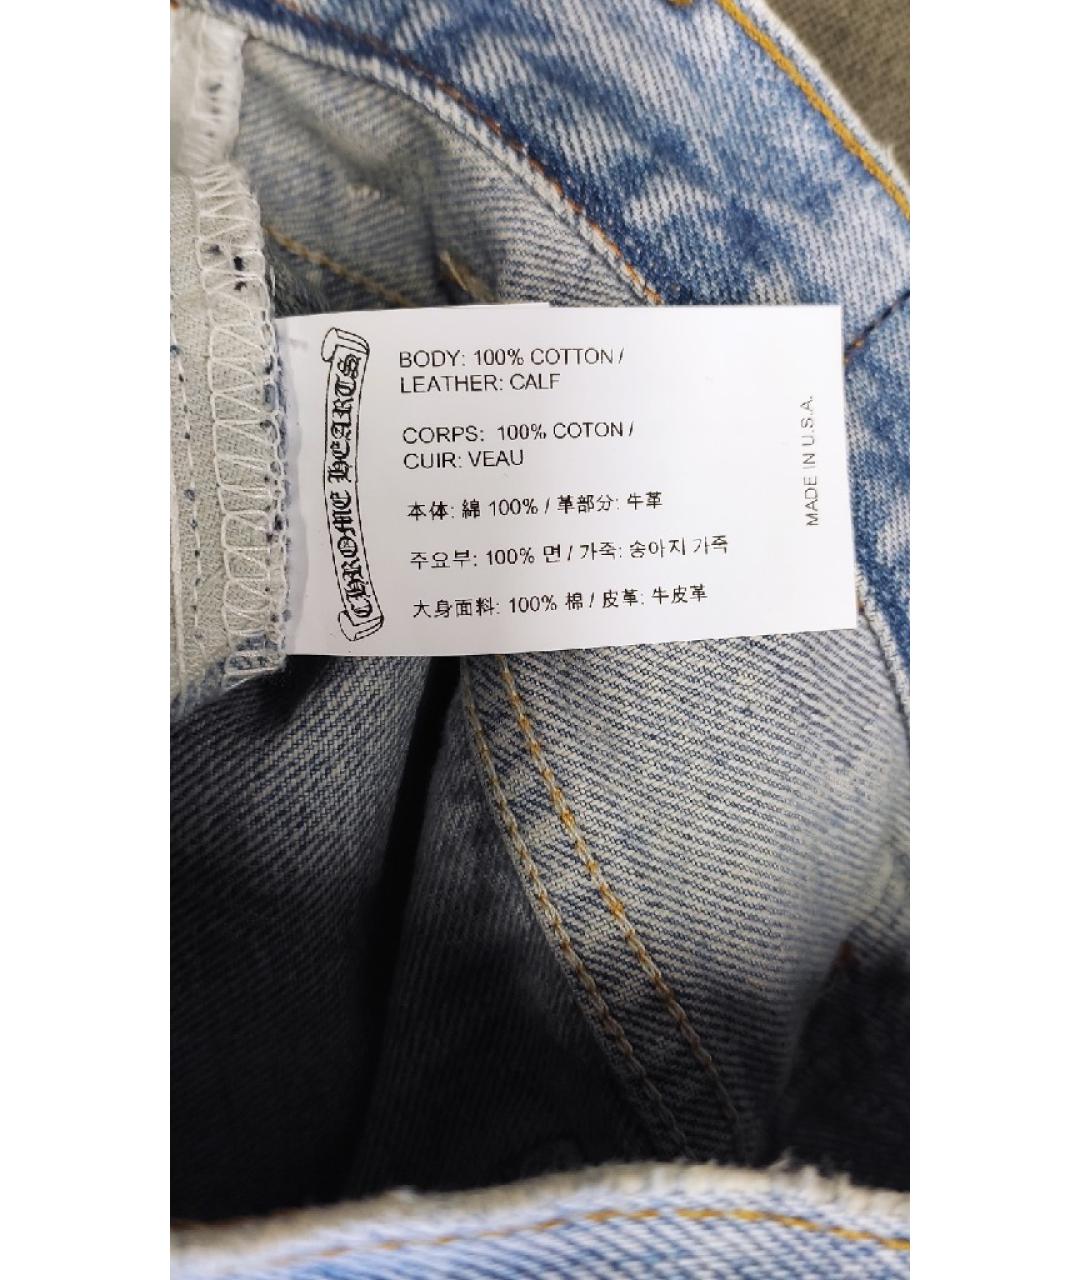 CHROME HEARTS
BODY: 100% COTTON /
LEATHER: CALF
CORPS: 100% COTON /
CUIR: VEAU
本体: 綿 100% / 革部分: 牛革
주요부: 100% 면 / 가죽: 송아지 가죽
大身面料: 100% 棉 / 皮革: 牛皮革
MADE IN U.S.A.